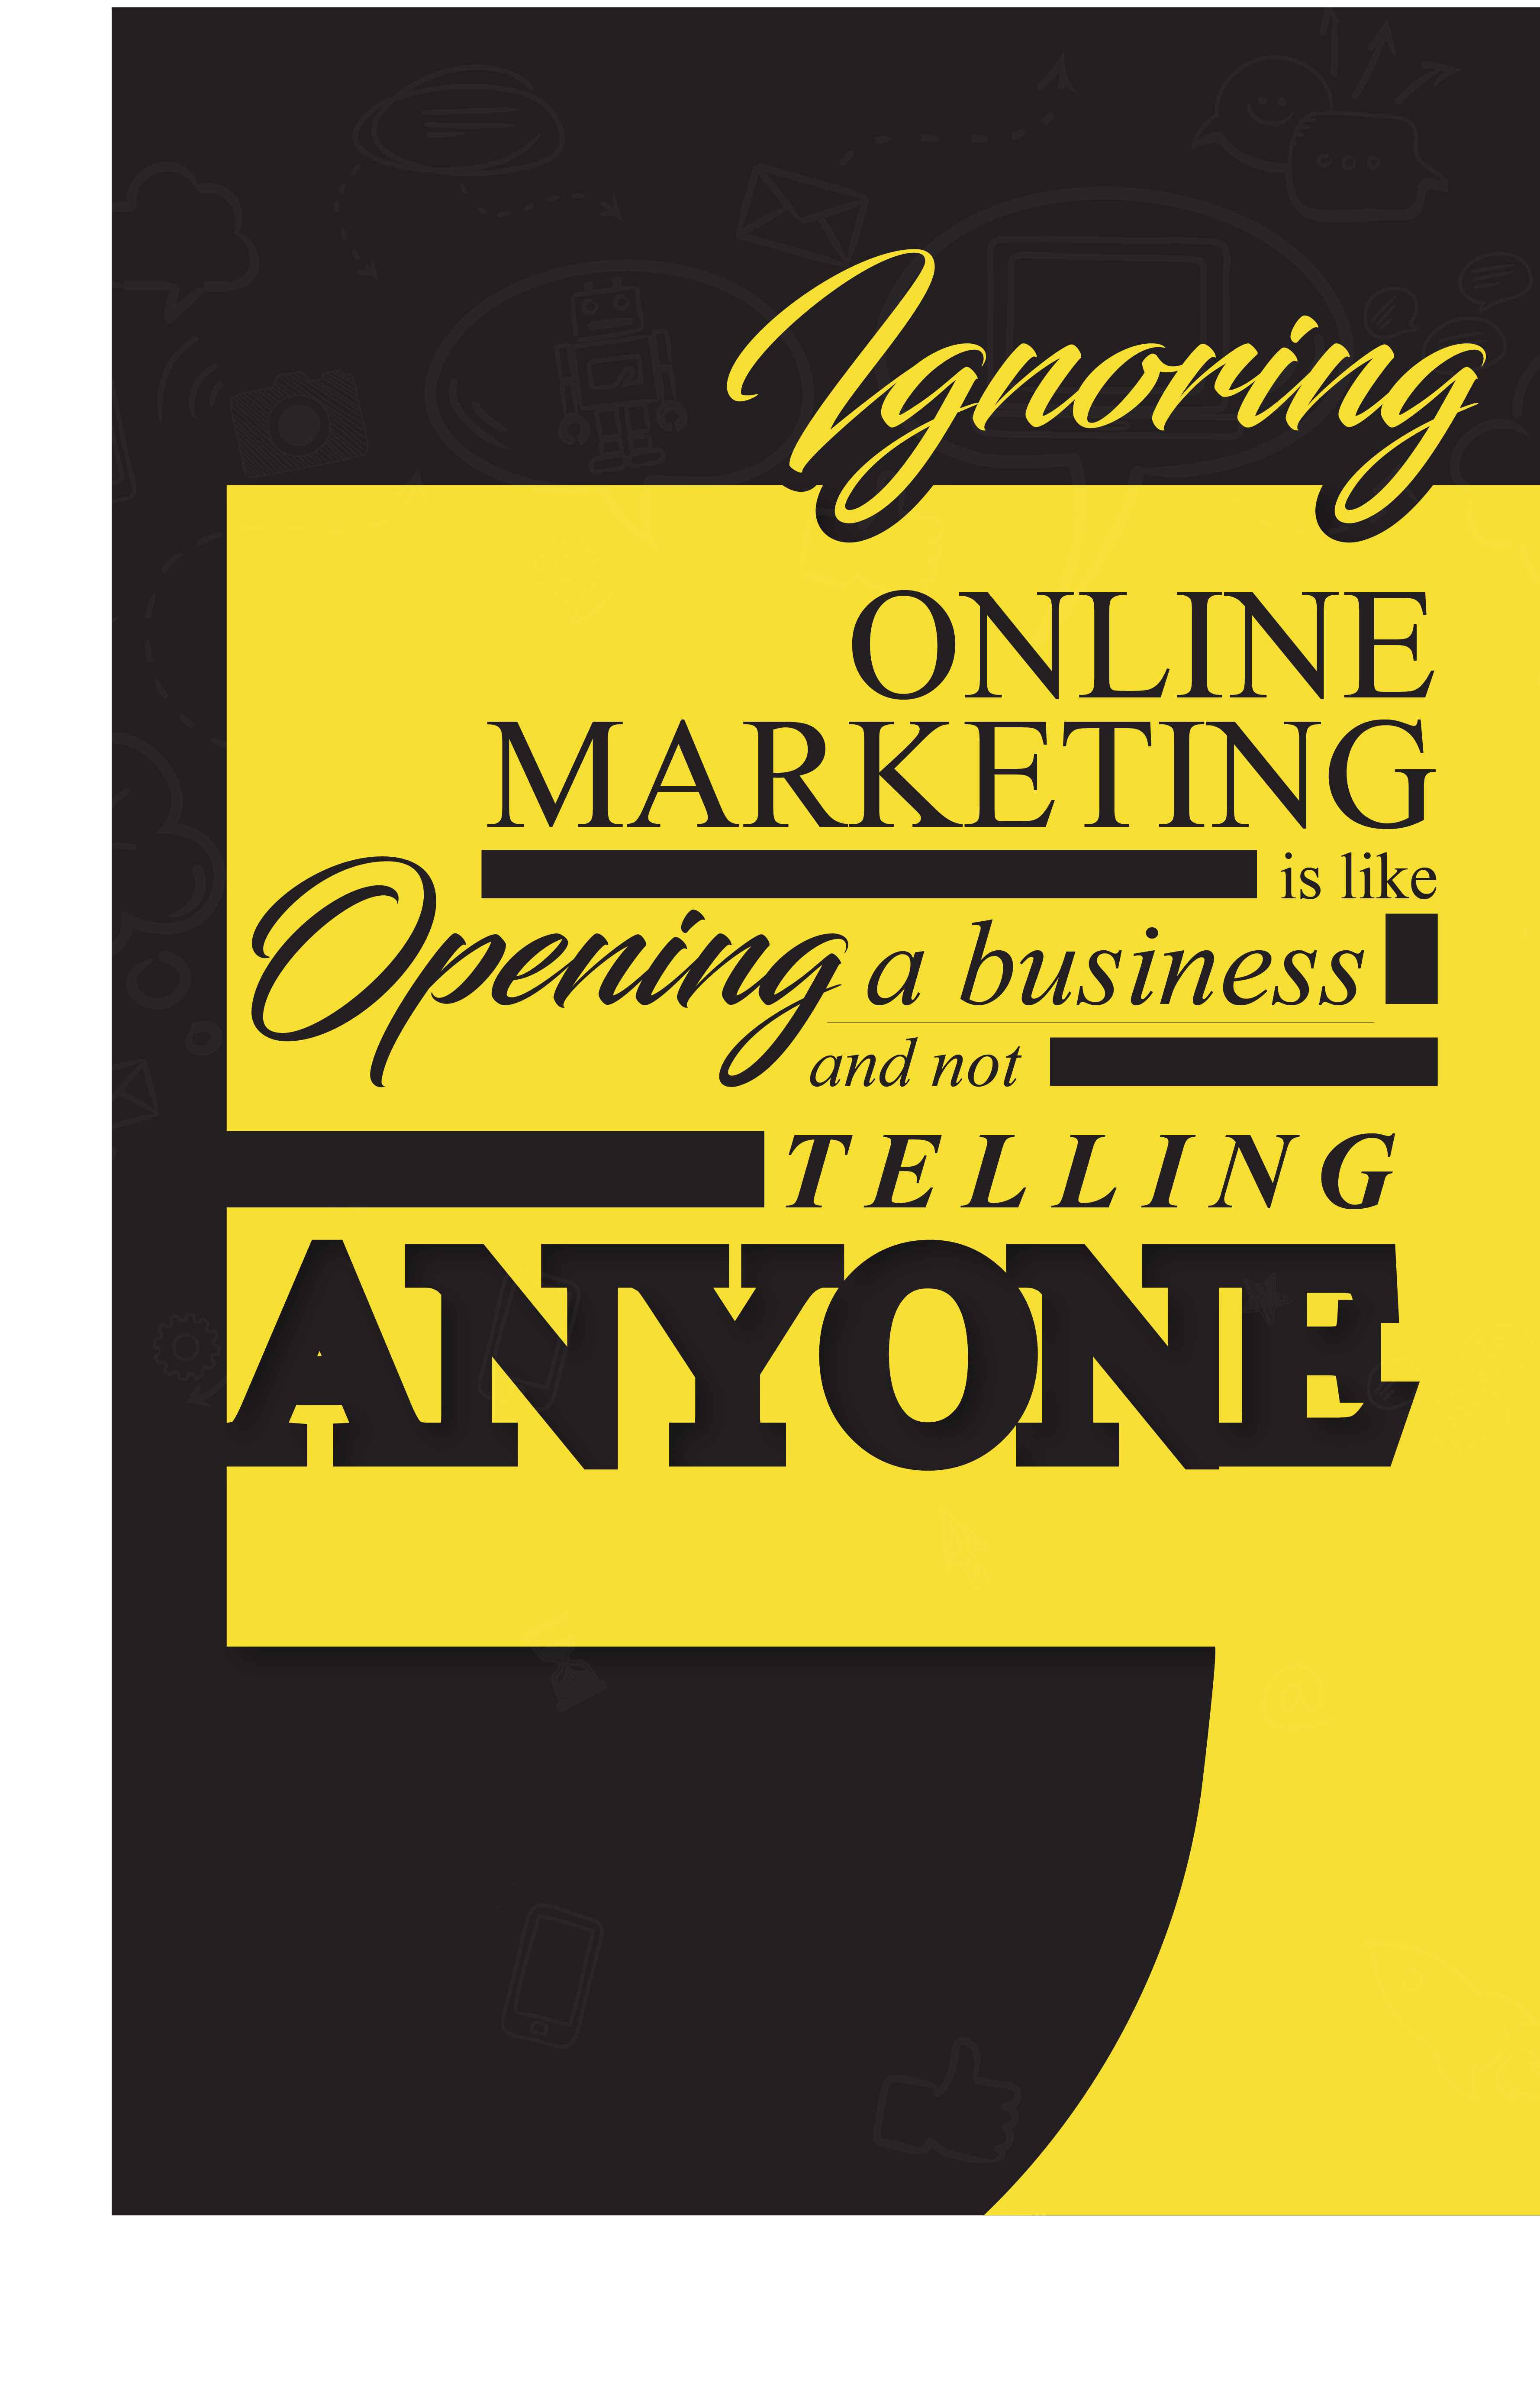 Ignoring
ONLINE
MARKETING
is like
Opening a business
and not
TELLING
ANYONE
@